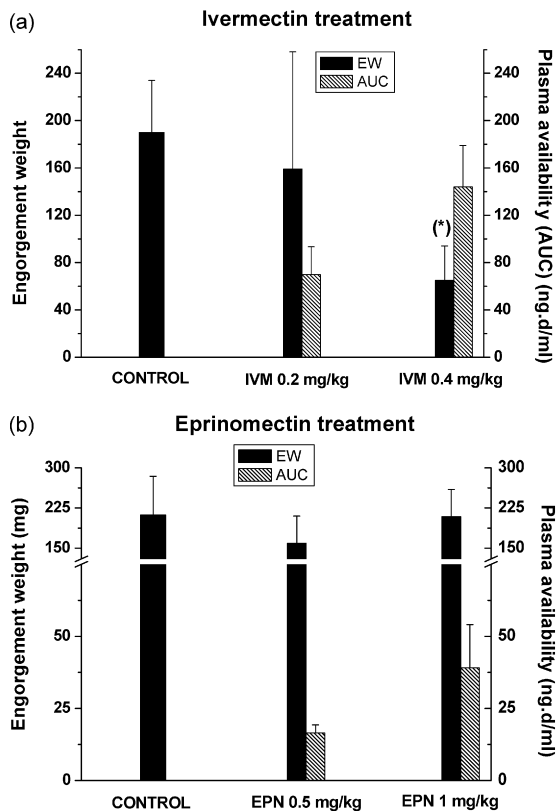 (a)
Ivermectin treatment
EW
AUC
Engorgement weight
Plasma availability (AUC) (ng.d/ml)
240
200
160
120
80
40
0
240
200
160
120
80
40
0
(*)
CONTROL
IVM 0.2 mg/kg
IVM 0.4 mg/kg
(b)
Eprinomectin treatment
EW
AUC
Engorgement weight (mg)
Plasma availability (ng.d/ml)
300
225
150
50
25
0
300
225
150
50
25
0
CONTROL
EPN 0.5 mg/kg
EPN 1 mg/kg